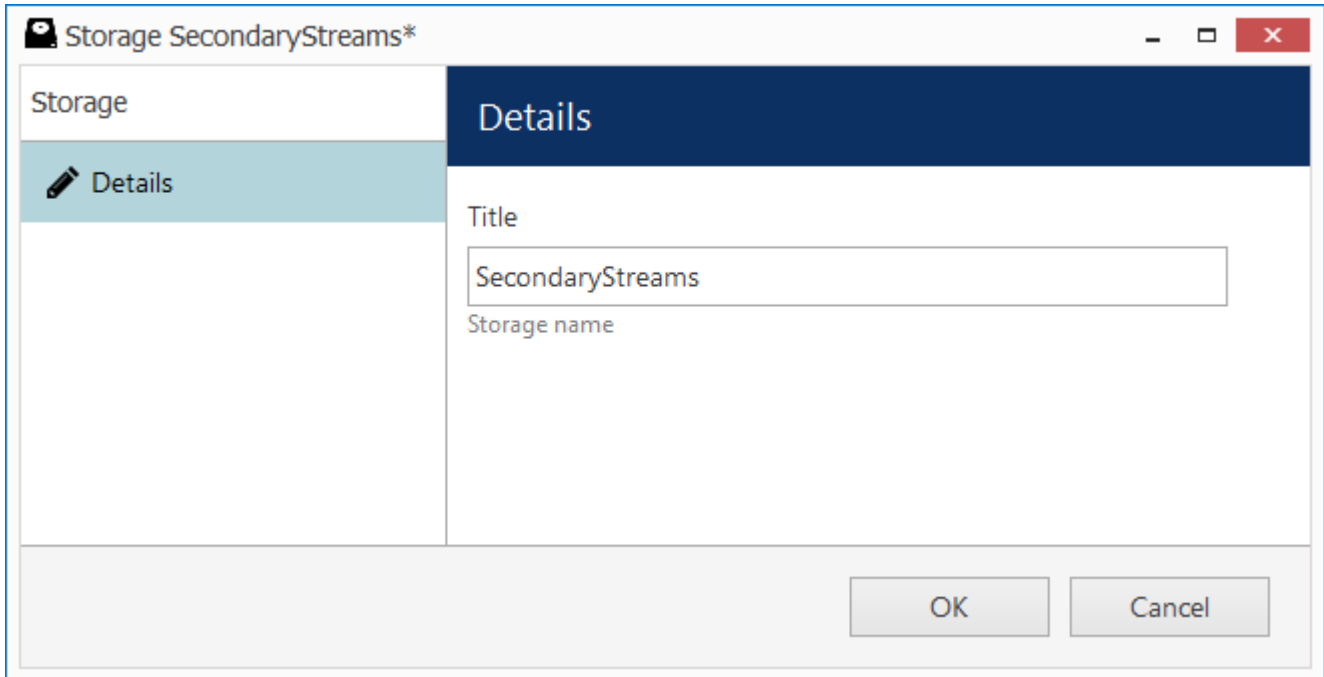 Storage SecondaryStreams*
Storage
Details
Details
Title
SecondaryStreams
Storage name
OK
Cancel